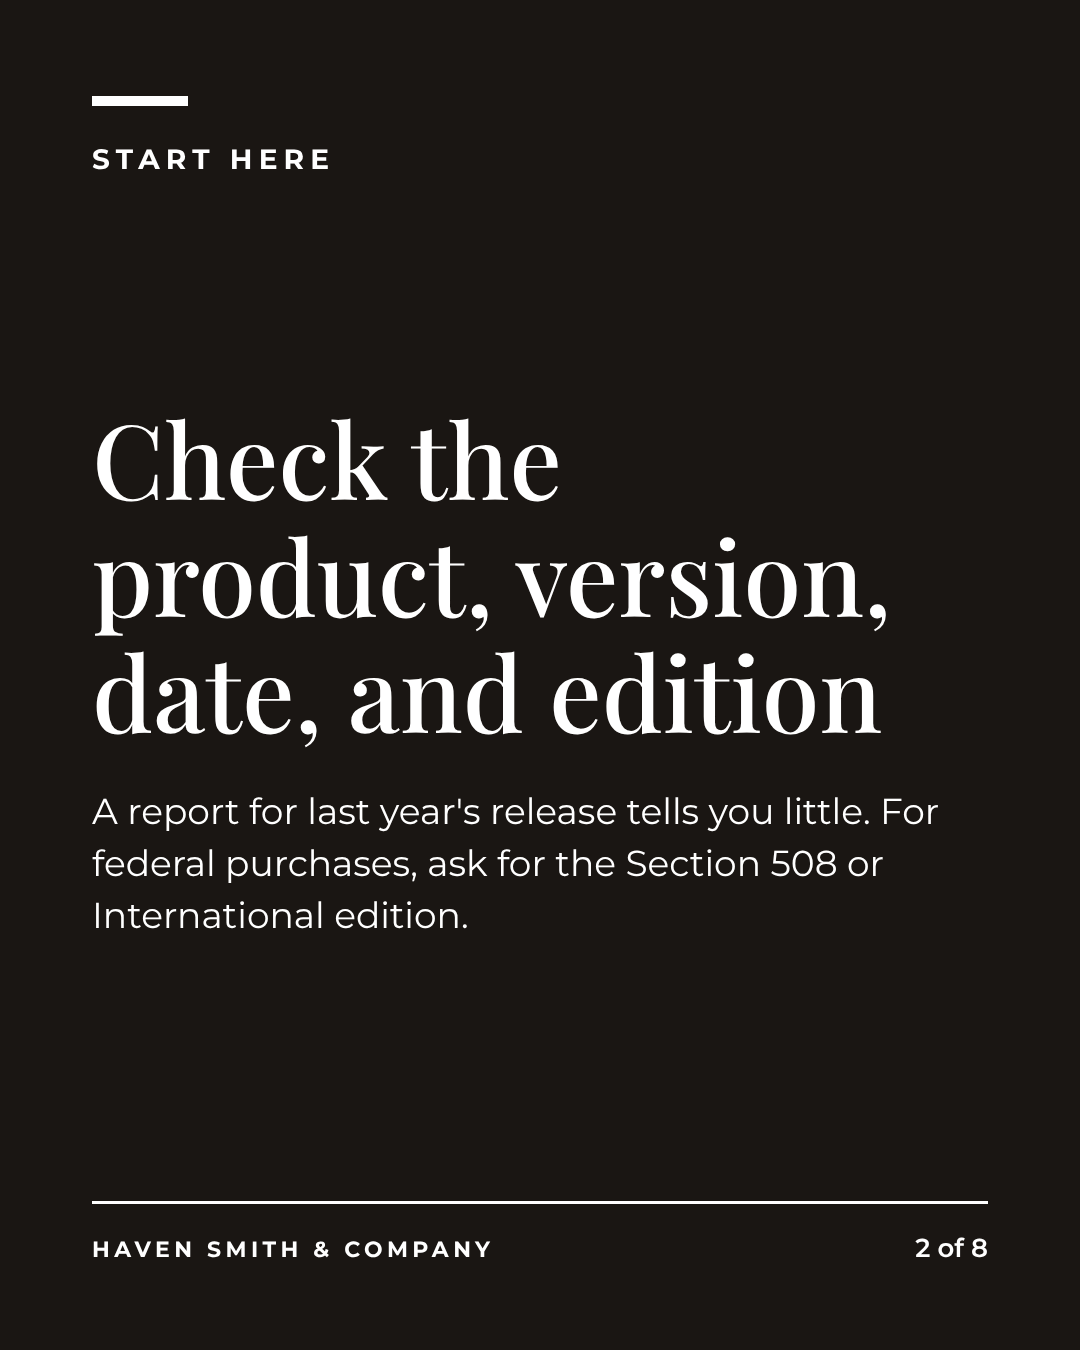 START HERE
Check the
product, version,
date, and edition
A report for last year's release tells you little. For
federal purchases, ask for the Section 508 or
International edition.
HAVEN SMITH & COMPANY
2 of 8